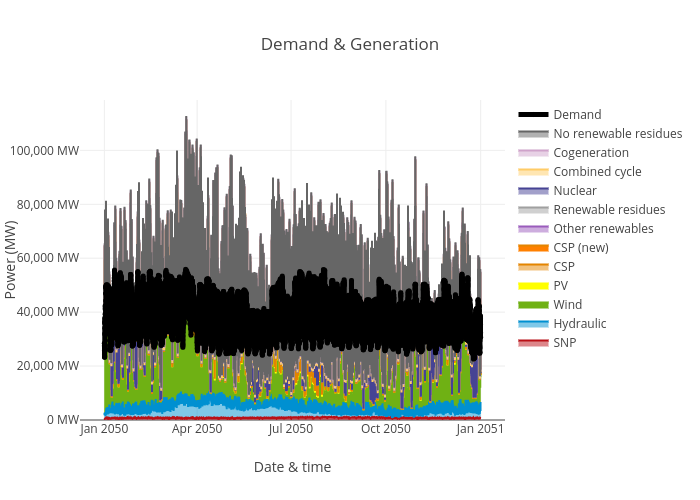 Demand & Generation
100,000 MW
80,000 MW
60,000 MW
40,000 MW
20,000 MW
0 MW
Power (MW)
Jan 2050
Apr 2050
Jul 2050
Oct 2050
Jan 2051
Date & time
Demand
No renewable residues
Cogeneration
Combined cycle
Nuclear
Renewable residues
Other renewables
CSP (new)
CSP
PV
Wind
Hydraulic
SNP